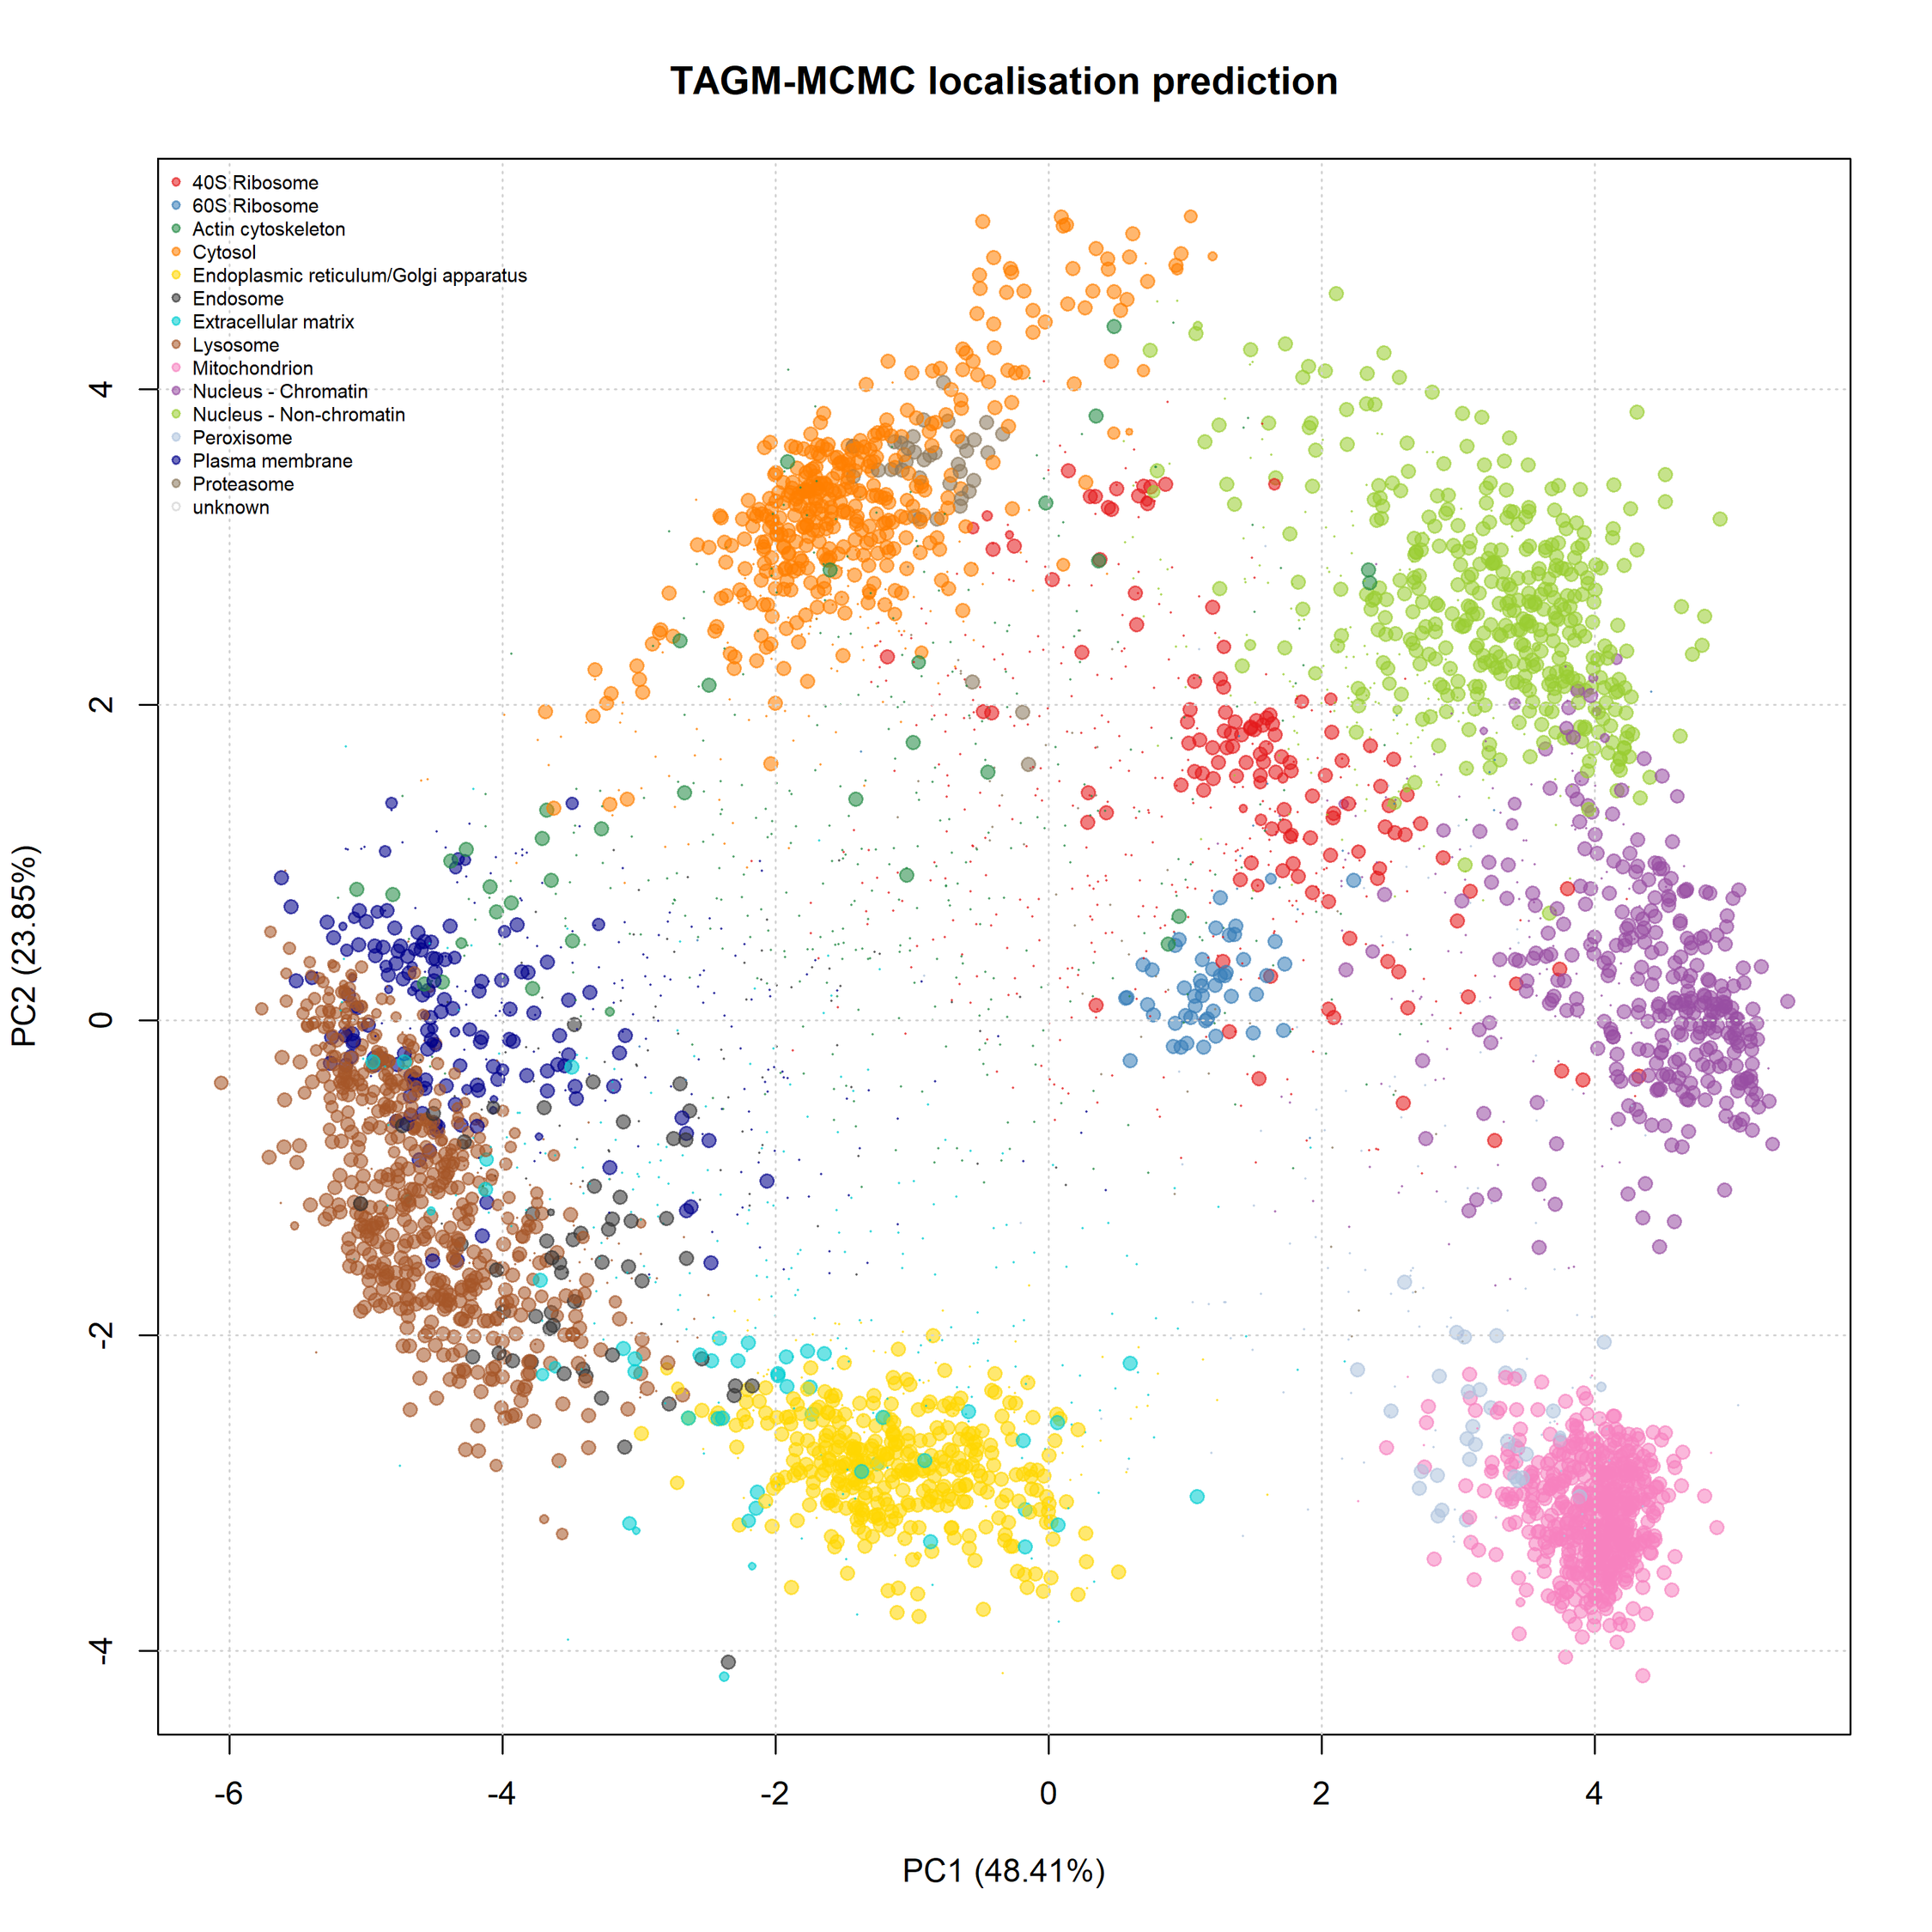 TAGM-MCMC localisation prediction
40S Ribosome
60S Ribosome
Actin cytoskeleton
Cytosol
Endoplasmic reticulum/Golgi apparatus
Endosome
Extracellular matrix
Lysosome
Mitochondrion
Nucleus - Chromatin
Nucleus - Non-chromatin
Peroxisome
Plasma membrane
Proteasome
unknown
4
2
0
-2
-4
PC2 (23.85%)
-6 -4 -2 0 2 4
PC1 (48.41%)